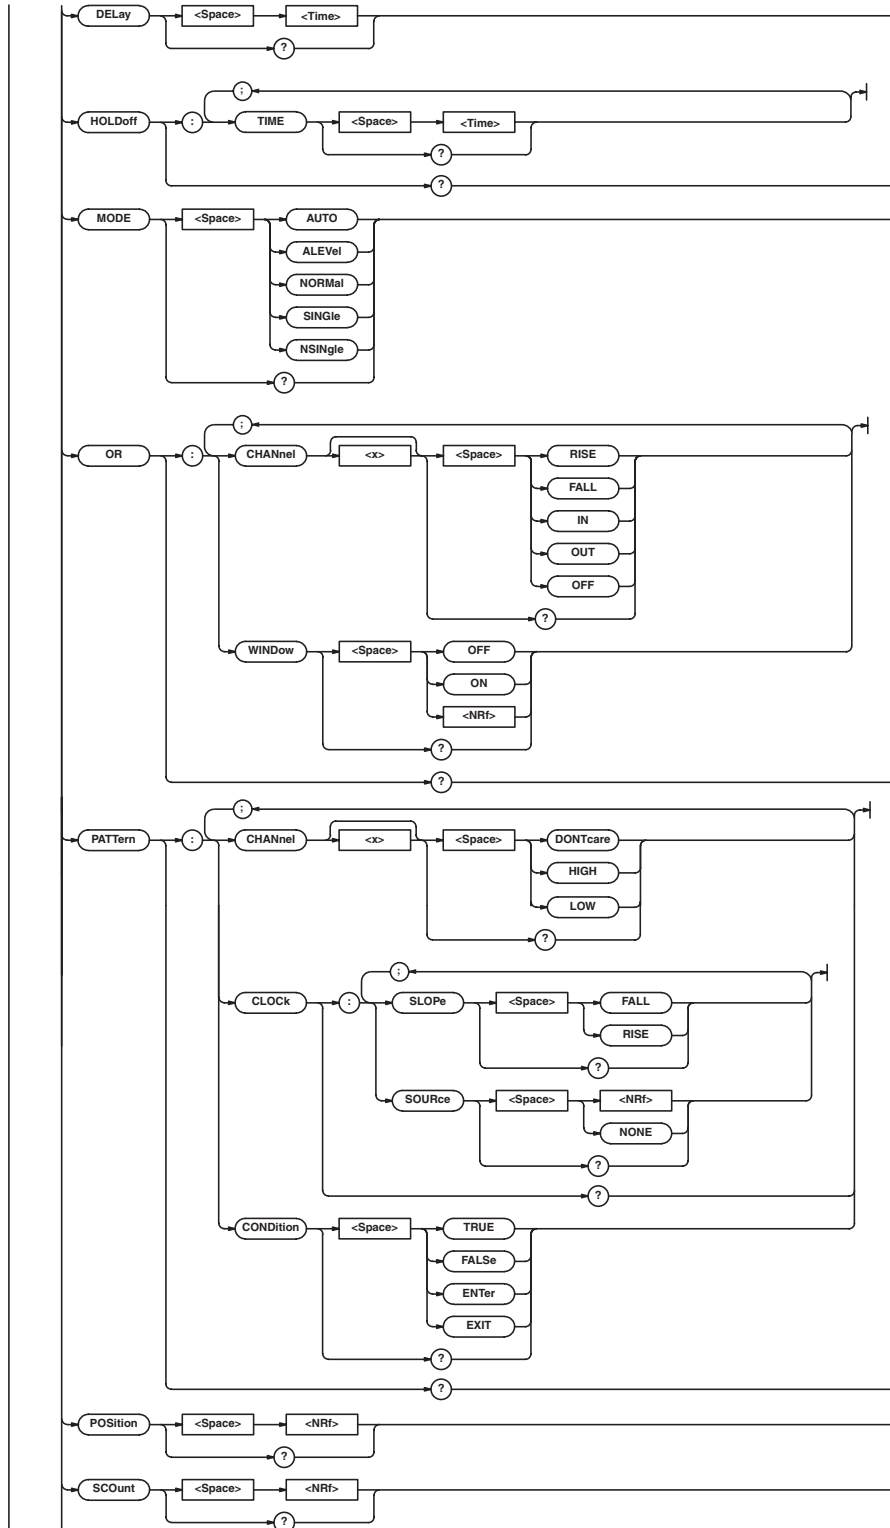 DELay <Space> <Time>
?
;
HOLDoff : TIME <Space> <Time>
?
?
MODE <Space> AUTO
ALEVel
NORMal
SINGle
NSINgle
?
;
OR : CHANnel <x> <Space> RISE
FALL
IN
OUT
OFF
?
WINDow <Space> OFF
ON
<NRf>
?
?
;
PATTern : CHANnel <x> <Space> DONTcare
HIGH
LOW
?
;
CLOCk : SLOPe <Space> FALL
RISE
?
SOURce <Space> <NRf>
NONE
?
?
CONDition <Space> TRUE
FALSe
ENTer
EXIT
?
?
POSition <Space> <NRf>
?
SCOunt <Space> <NRf>
?